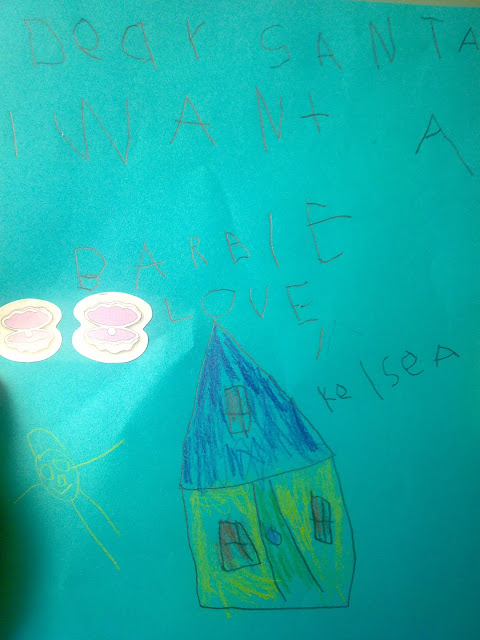 Dear SANTA
I WANt A
BARBIE
LOVE,
kelsea